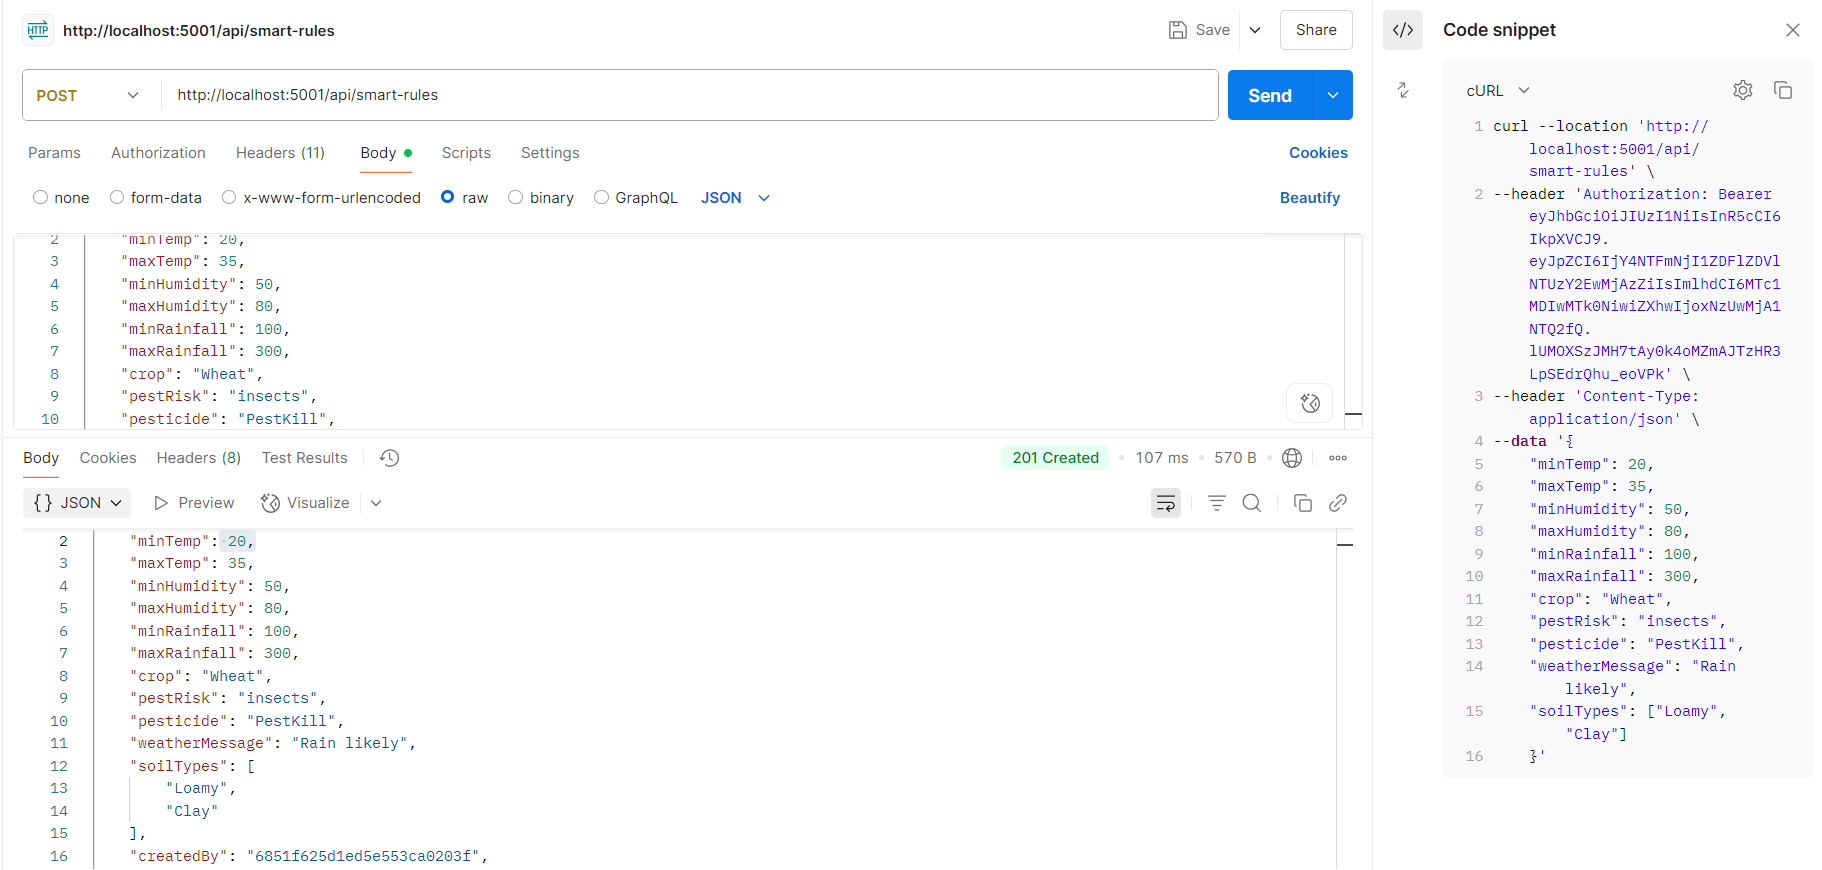 HTTP http://localhost:5001/api/smart-rules
Save
Share
POST
http://localhost:5001/api/smart-rules
Send
Params Authorization Headers (11) Body Scripts Settings Cookies
none form-data x-www-form-urlencoded raw binary GraphQL JSON Beautify
2 "minTemp": 20,
3 "maxTemp": 35,
4 "minHumidity": 50,
5 "maxHumidity": 80,
6 "minRainfall": 100,
7 "maxRainfall": 300,
8 "crop": "Wheat",
9 "pestRisk": "insects",
10 "pesticide": "PestKill",
Body Cookies Headers (8) Test Results 201 Created 107 ms 570 B
{} JSON Preview Visualize
2 "minTemp": 20,
3 "maxTemp": 35,
4 "minHumidity": 50,
5 "maxHumidity": 80,
6 "minRainfall": 100,
7 "maxRainfall": 300,
8 "crop": "Wheat",
9 "pestRisk": "insects",
10 "pesticide": "PestKill",
11 "weatherMessage": "Rain likely",
12 "soilTypes": [
13 "Loamy",
14 "Clay"
15 ],
16 "createdBy": "6851f625d1ed5e553ca0203f",
</> Code snippet
cURL
1 curl --location 'http://
localhost:5001/api/
smart-rules' \
2 --header 'Authorization: Bearer
eyJhbGciOiJIUzI1NiIsInR5cCI6
IkpXVCJ9.
eyJpZCI6IjY4NTFmNjI1ZDFlZDVl
NTUzY2EwMjAzZiIsImlhdCI6MTc1
MDIwMTk0NiwiZXhwIjoxNzUwMjA1
NTQ2fQ.
lUMOXSzJMH7tAy0k4oMZmAJTzHR3
LpSEdrQhu_eoVPk' \
3 --header 'Content-Type:
application/json' \
4 --data '{
5 "minTemp": 20,
6 "maxTemp": 35,
7 "minHumidity": 50,
8 "maxHumidity": 80,
9 "minRainfall": 100,
10 "maxRainfall": 300,
11 "crop": "Wheat",
12 "pestRisk": "insects",
13 "pesticide": "PestKill",
14 "weatherMessage": "Rain
likely",
15 "soilTypes": ["Loamy",
"Clay"]
16 }'